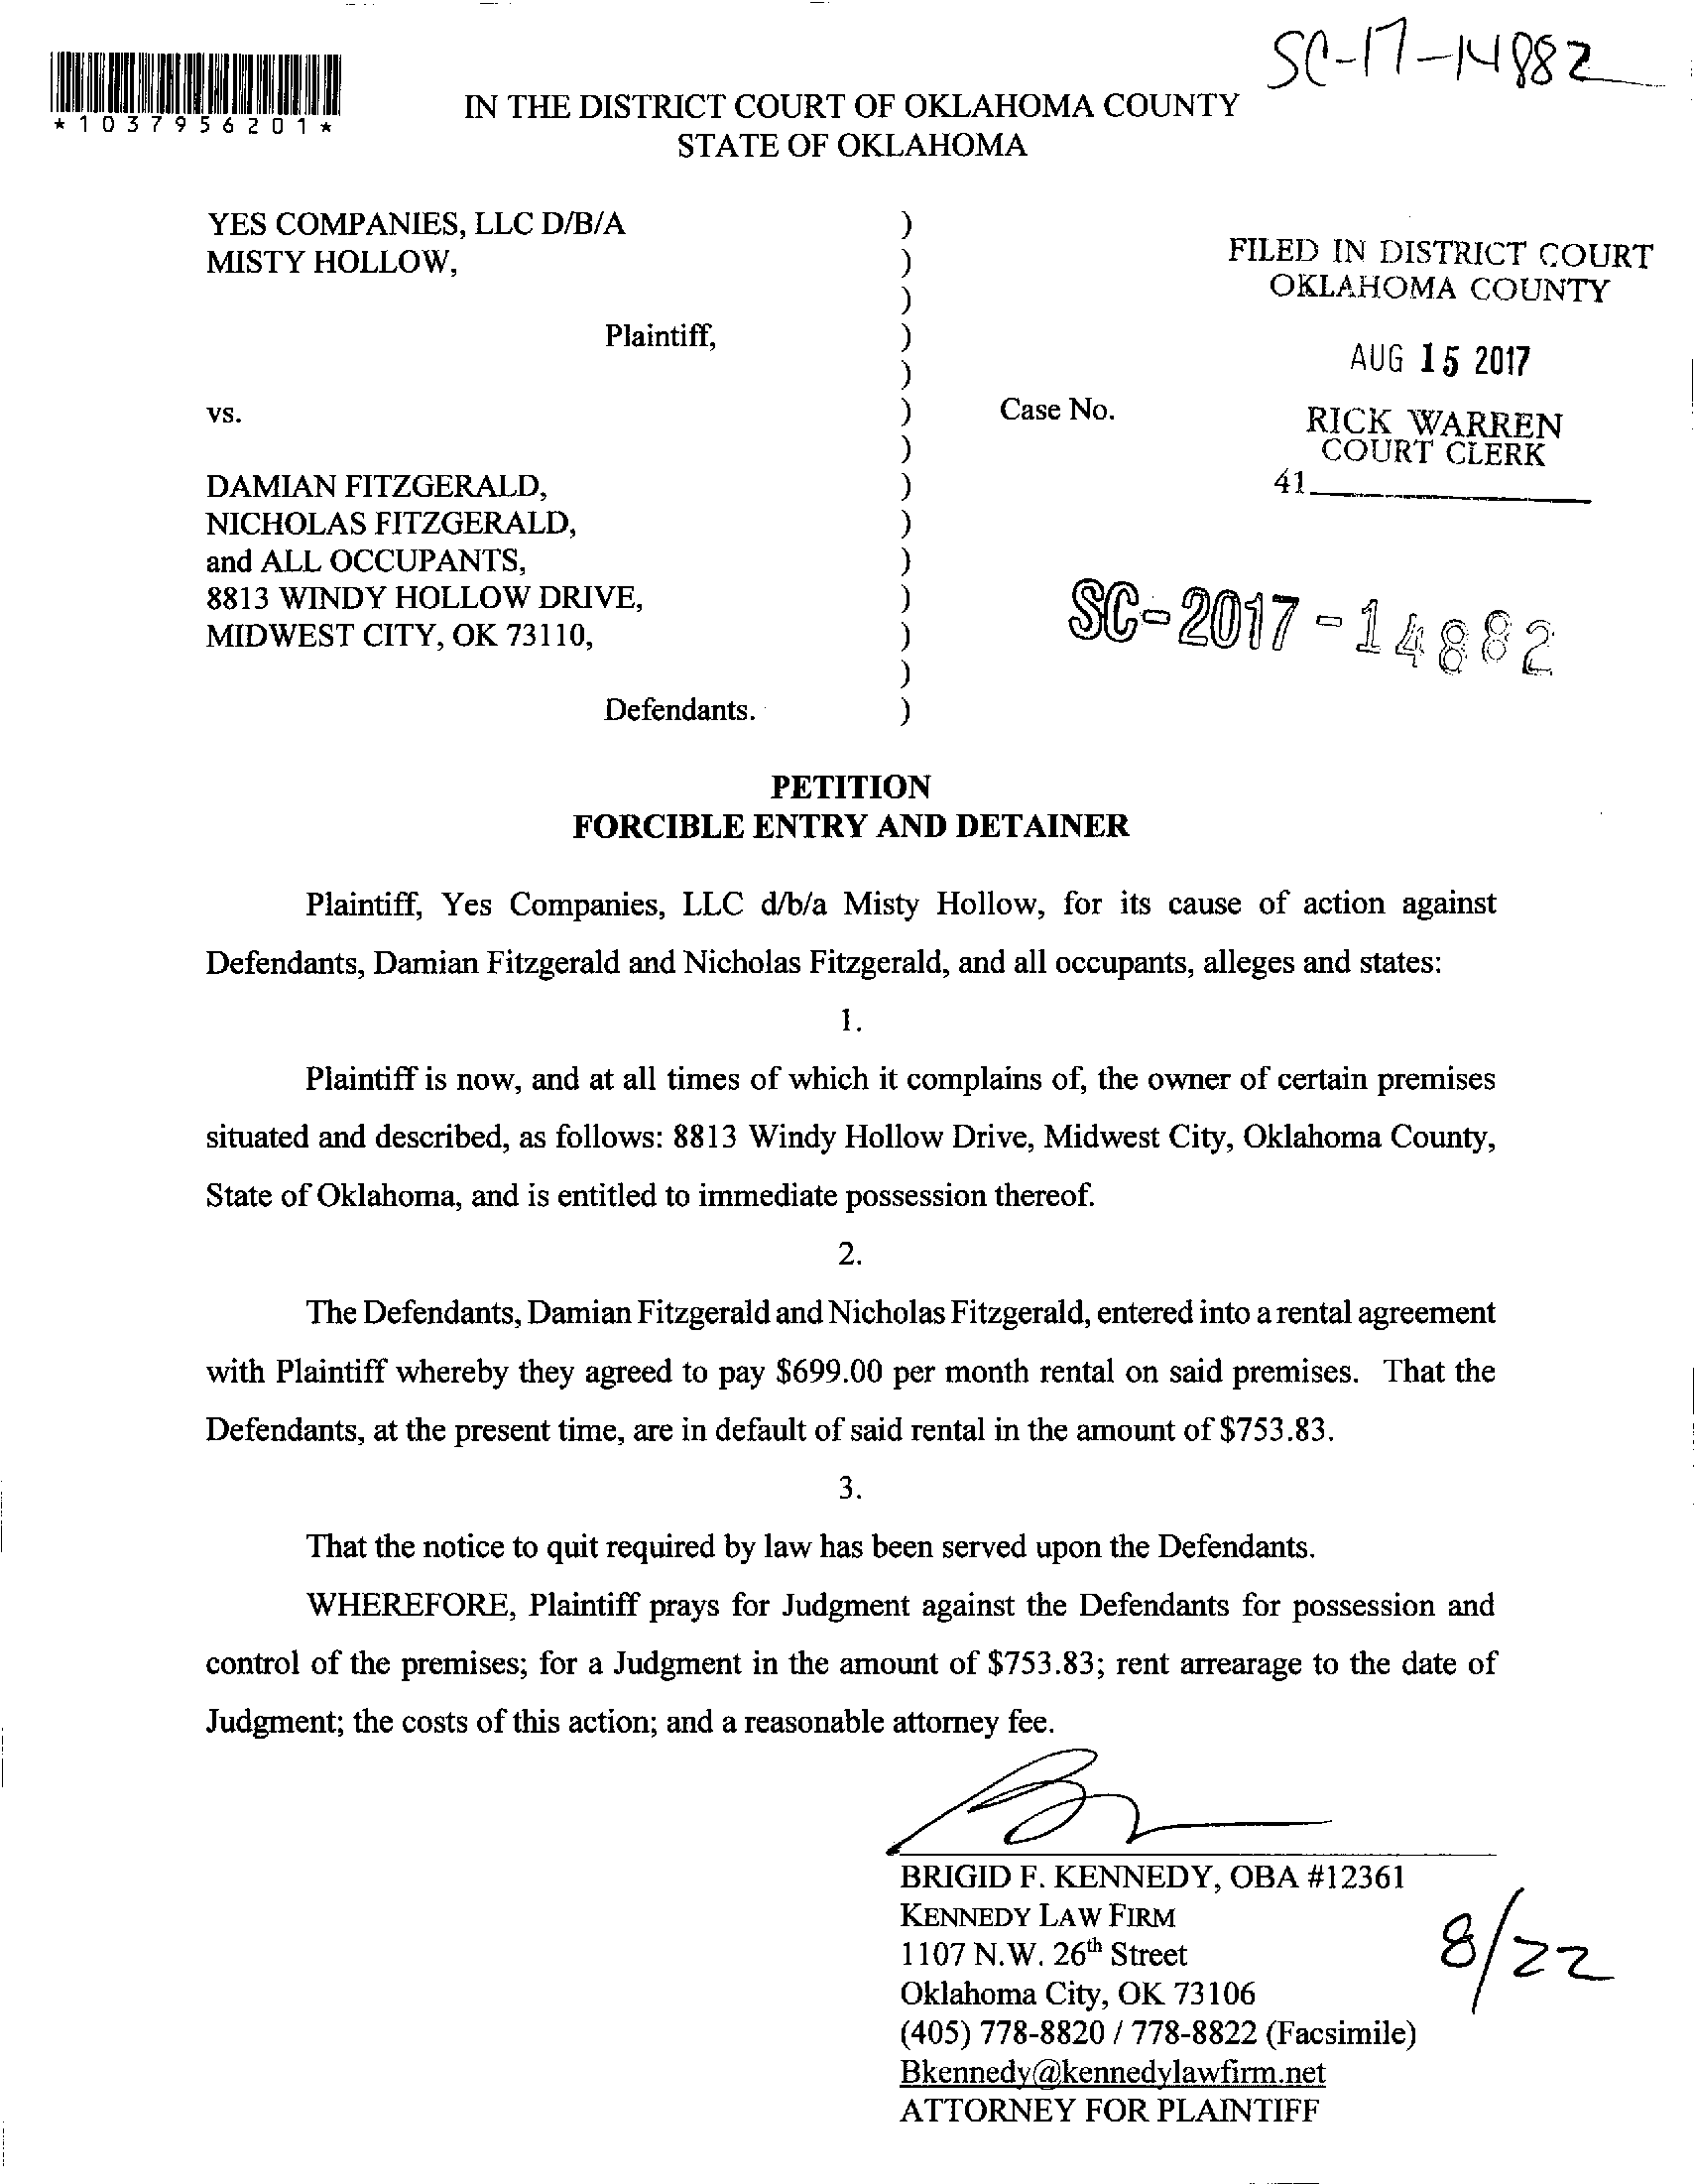 SC-17-14882
*1037956201*
IN THE DISTRICT COURT OF OKLAHOMA COUNTY
STATE OF OKLAHOMA
YES COMPANIES, LLC D/B/A )
MISTY HOLLOW, )
)
Plaintiff, )
)
vs. )
)
DAMIAN FITZGERALD, )
NICHOLAS FITZGERALD, )
and ALL OCCUPANTS, )
8813 WINDY HOLLOW DRIVE, )
MIDWEST CITY, OK 73110, )
)
Defendants. )
FILED IN DISTRICT COURT
OKLAHOMA COUNTY
AUG 15 2017
Case No.
RICK WARREN
COURT CLERK
41
SC-2017-14882
PETITION
FORCIBLE ENTRY AND DETAINER
Plaintiff, Yes Companies, LLC d/b/a Misty Hollow, for its cause of action against
Defendants, Damian Fitzgerald and Nicholas Fitzgerald, and all occupants, alleges and states:
1.
Plaintiff is now, and at all times of which it complains of, the owner of certain premises
situated and described, as follows: 8813 Windy Hollow Drive, Midwest City, Oklahoma County,
State of Oklahoma, and is entitled to immediate possession thereof.
2.
The Defendants, Damian Fitzgerald and Nicholas Fitzgerald, entered into a rental agreement
with Plaintiff whereby they agreed to pay $699.00 per month rental on said premises. That the
Defendants, at the present time, are in default of said rental in the amount of $753.83.
3.
That the notice to quit required by law has been served upon the Defendants.
WHEREFORE, Plaintiff prays for Judgment against the Defendants for possession and
control of the premises; for a Judgment in the amount of $753.83; rent arrearage to the date of
Judgment; the costs of this action; and a reasonable attorney fee.
BRIGID F. KENNEDY, OBA #12361
KENNEDY LAW FIRM
1107 N.W. 26th Street
Oklahoma City, OK 73106
(405) 778-8820 / 778-8822 (Facsimile)
Bkennedy@kennedylawfirm.net
ATTORNEY FOR PLAINTIFF
8/22